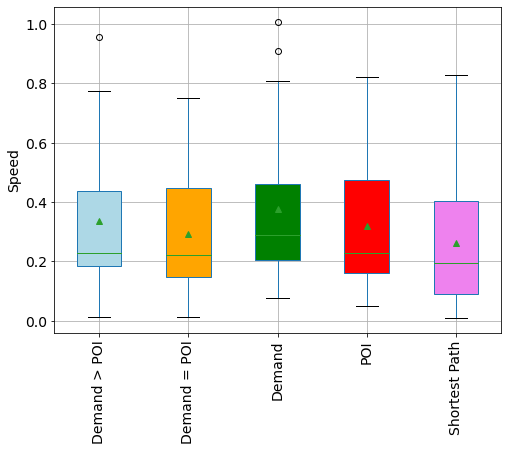 1.0
0.8
0.6
0.4
0.2
0.0
Speed
Demand > POI
Demand = POI
Demand
POI
Shortest Path